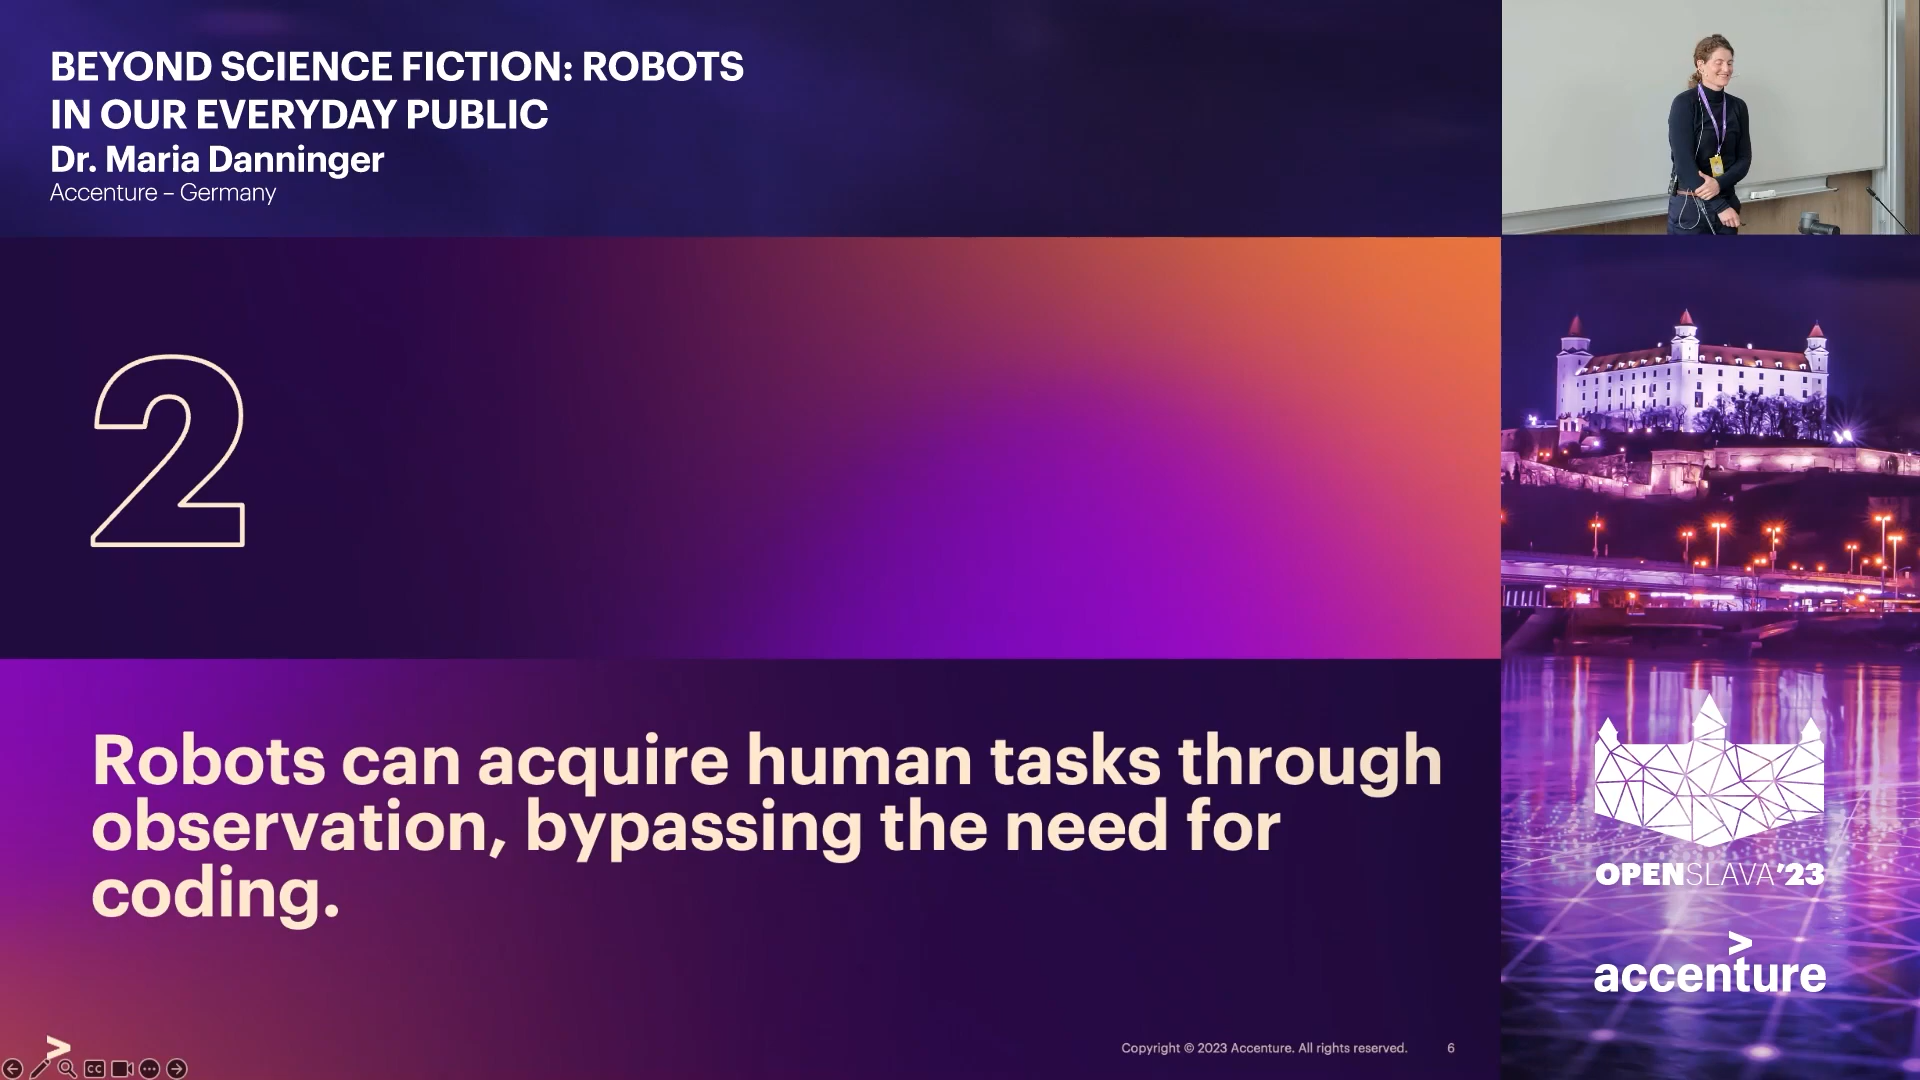 BEYOND SCIENCE FICTION: ROBOTS
IN OUR EVERYDAY PUBLIC
Dr. Maria Danninger
Accenture – Germany
2
Robots can acquire human tasks through
observation, bypassing the need for
coding.
OPENSLAVA'23
>
accenture
>
CC
Copyright © 2023 Accenture. All rights reserved. 6